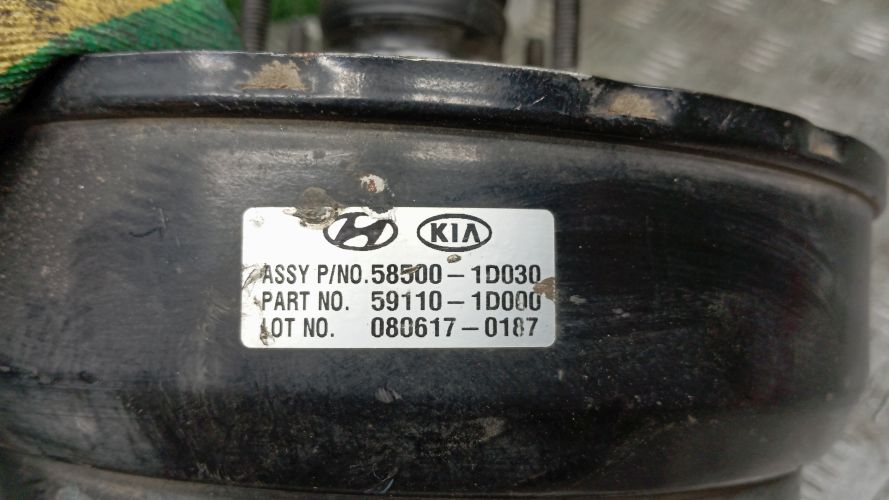 KIA
ASSY P/NO. 58500-1D030
PART NO. 59110-1D000
LOT NO. 080617-0187